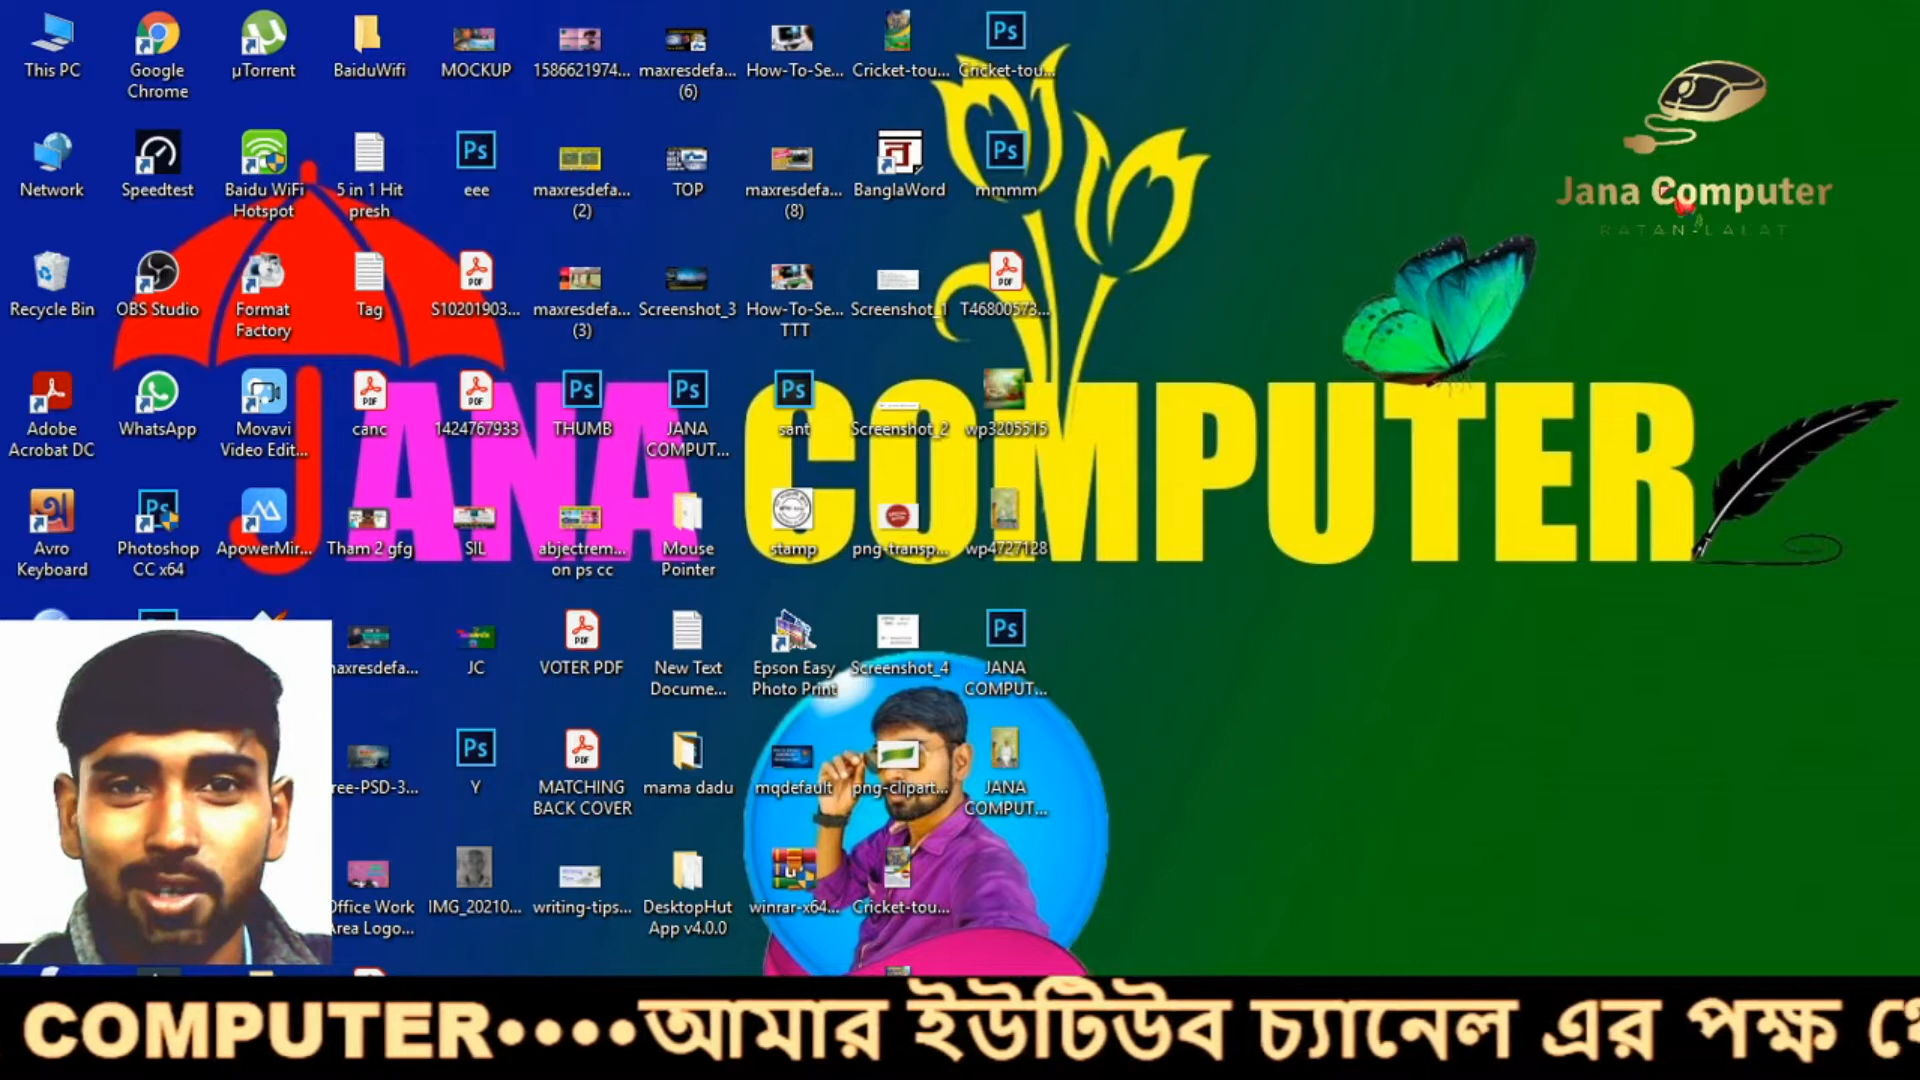 This PC
Google Chrome
µTorrent
BaiduWifi
MOCKUP
1586621974...
maxresdefa... (6)
How-To-Se...
Cricket-tou...
Cricket-tou...
Network
Speedtest
Baidu WiFi Hotspot
5 in 1 Hit presh
eee
maxresdefa... (2)
TOP
maxresdefa... (8)
BanglaWord
mmmm
Jana Computer
RATAN-LALAT
Recycle Bin
OBS Studio
Format Factory
Tag
S10201903...
maxresdefa... (3)
Screenshot_3
How-To-Se... TTT
Screenshot_1
T46800573...
JANA COMPUTER
Adobe Acrobat DC
WhatsApp
Movavi Video Edit...
canc
1424767933
THUMB
JANA COMPUT...
sant
Screenshot_2
wp3205515
Avro Keyboard
Photoshop CC x64
ApowerMir...
Tham 2 gfg
SIL
abjectrem... on ps cc
Mouse Pointer
stamp
png-transp...
wp4727128
maxresdefa...
JC
VOTER PDF
New Text Docume...
Epson Easy Photo Print
Screenshot_4
JANA COMPUT...
ree-PSD-3...
Y
MATCHING BACK COVER
mama dadu
mqdefault
png-clipart...
JANA COMPUT...
Office Work Area Logo...
IMG_20210...
writing-tips...
DesktopHut App v4.0.0
winrar-x64...
Cricket-tou...
COMPUTER••••আমার ইউটিউব চ্যানেল এর পক্ষ থে